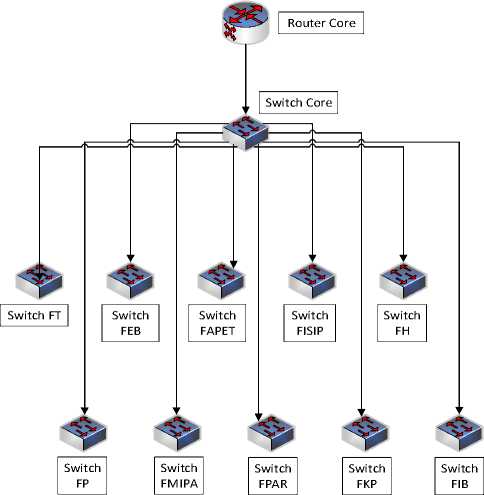 Router Core
Switch Core
Switch FT
Switch
FEB
Switch
FAPET
Switch
FISIP
Switch
FH
Switch
FP
Switch
FMIPA
Switch
FPAR
Switch
FKP
Switch
FIB